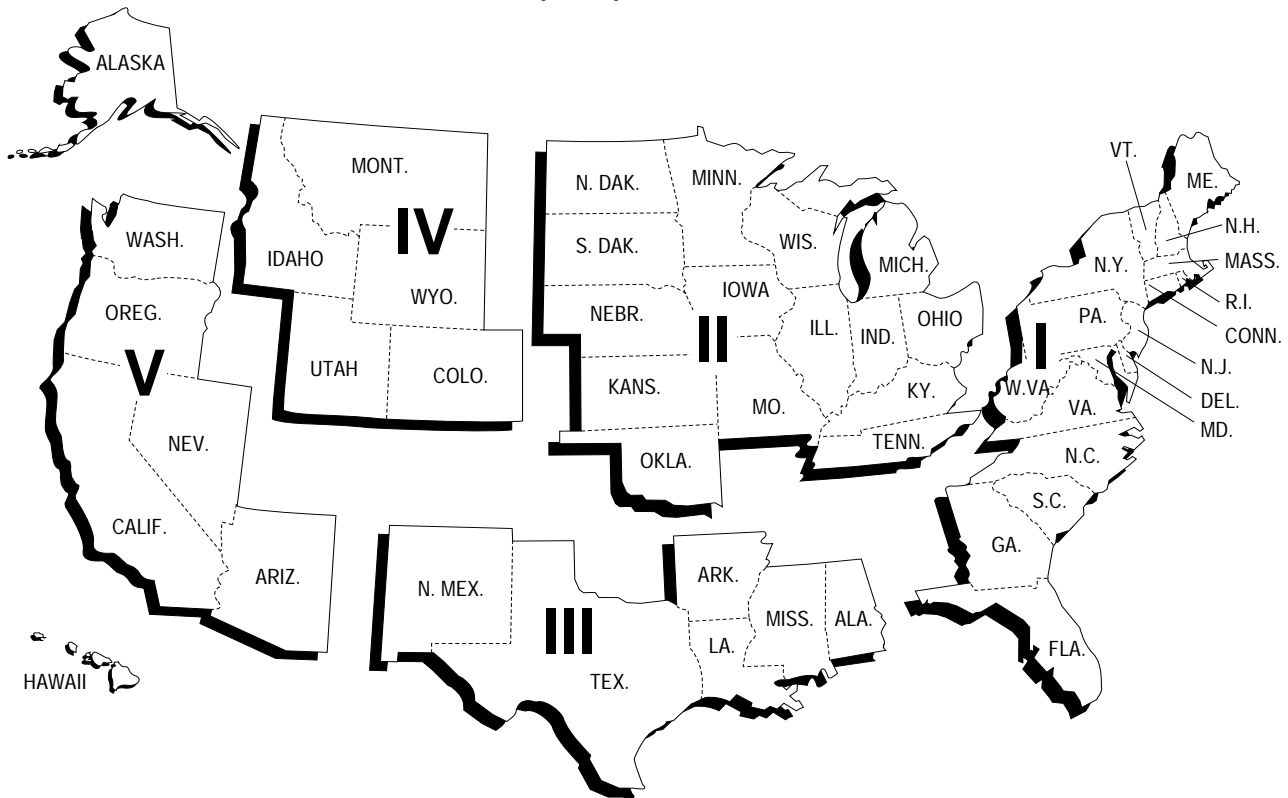 ALASKA
WASH.
OREG.
V
NEV.
CALIF.
ARIZ.
HAWAII
MONT.
IV
IDAHO
WYO.
UTAH
COLO.
N. DAK.
MINN.
S. DAK.
WIS.
MICH.
IOWA
NEBR.
II
ILL.
IND.
OHIO
KANS.
MO.
KY.
TENN.
OKLA.
N. MEX.
III
TEX.
ARK.
LA.
MISS.
ALA.
VT.
ME.
N.H.
MASS.
N.Y.
R.I.
CONN.
PA.
I
N.J.
DEL.
MD.
W.VA
VA.
N.C.
S.C.
GA.
FLA.